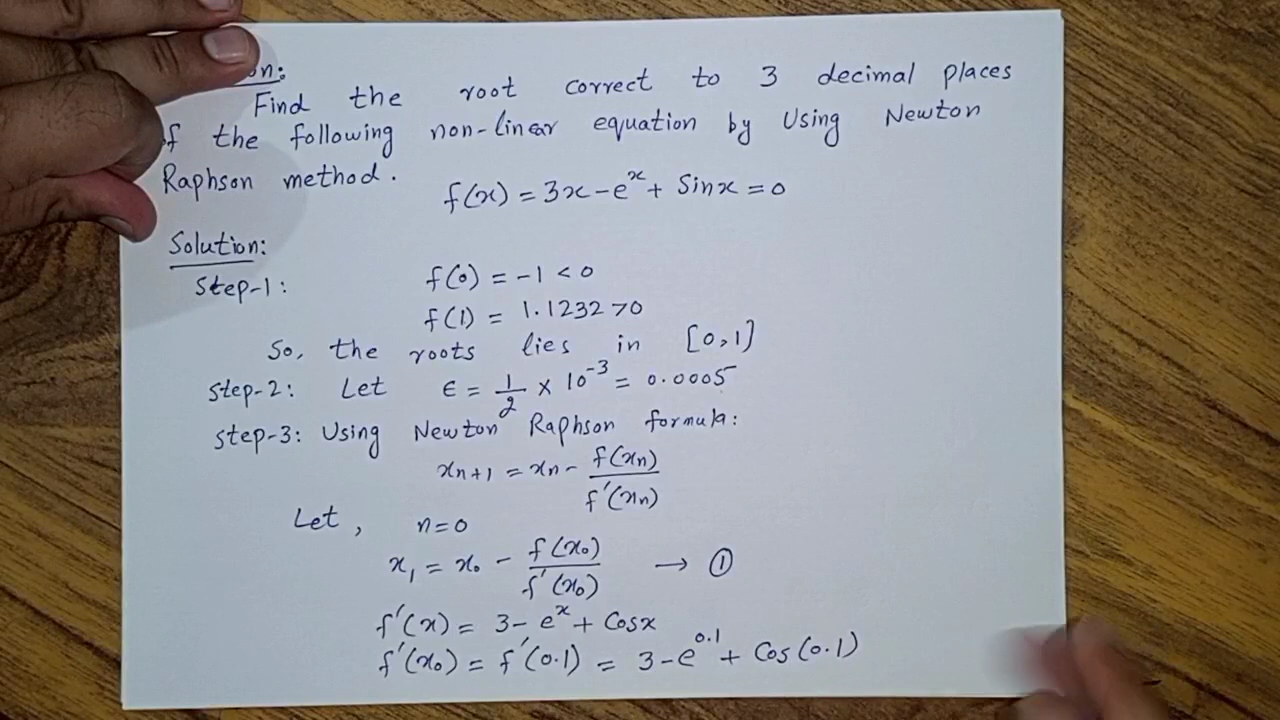 on:
Find the root correct to 3 decimal places
of the following non-linear equation by Using Newton
Raphson method.
f(x) = 3x - e^x + Sinx = 0
Solution:
Step-1: f(0) = -1 < 0
f(1) = 1.1232 > 0
So, the roots lies in [0,1]
Step-2: Let ϵ = 1/2 × 10^-3 = 0.0005
Step-3: Using Newton Raphson formula:
xn+1 = xn - f(xn)/f'(xn)
Let, n=0
x₁ = x₀ - f(x₀)/f'(x₀) → ①
f'(x) = 3 - e^x + Cosx
f'(x₀) = f'(0.1) = 3 - e^0.1 + Cos(0.1)